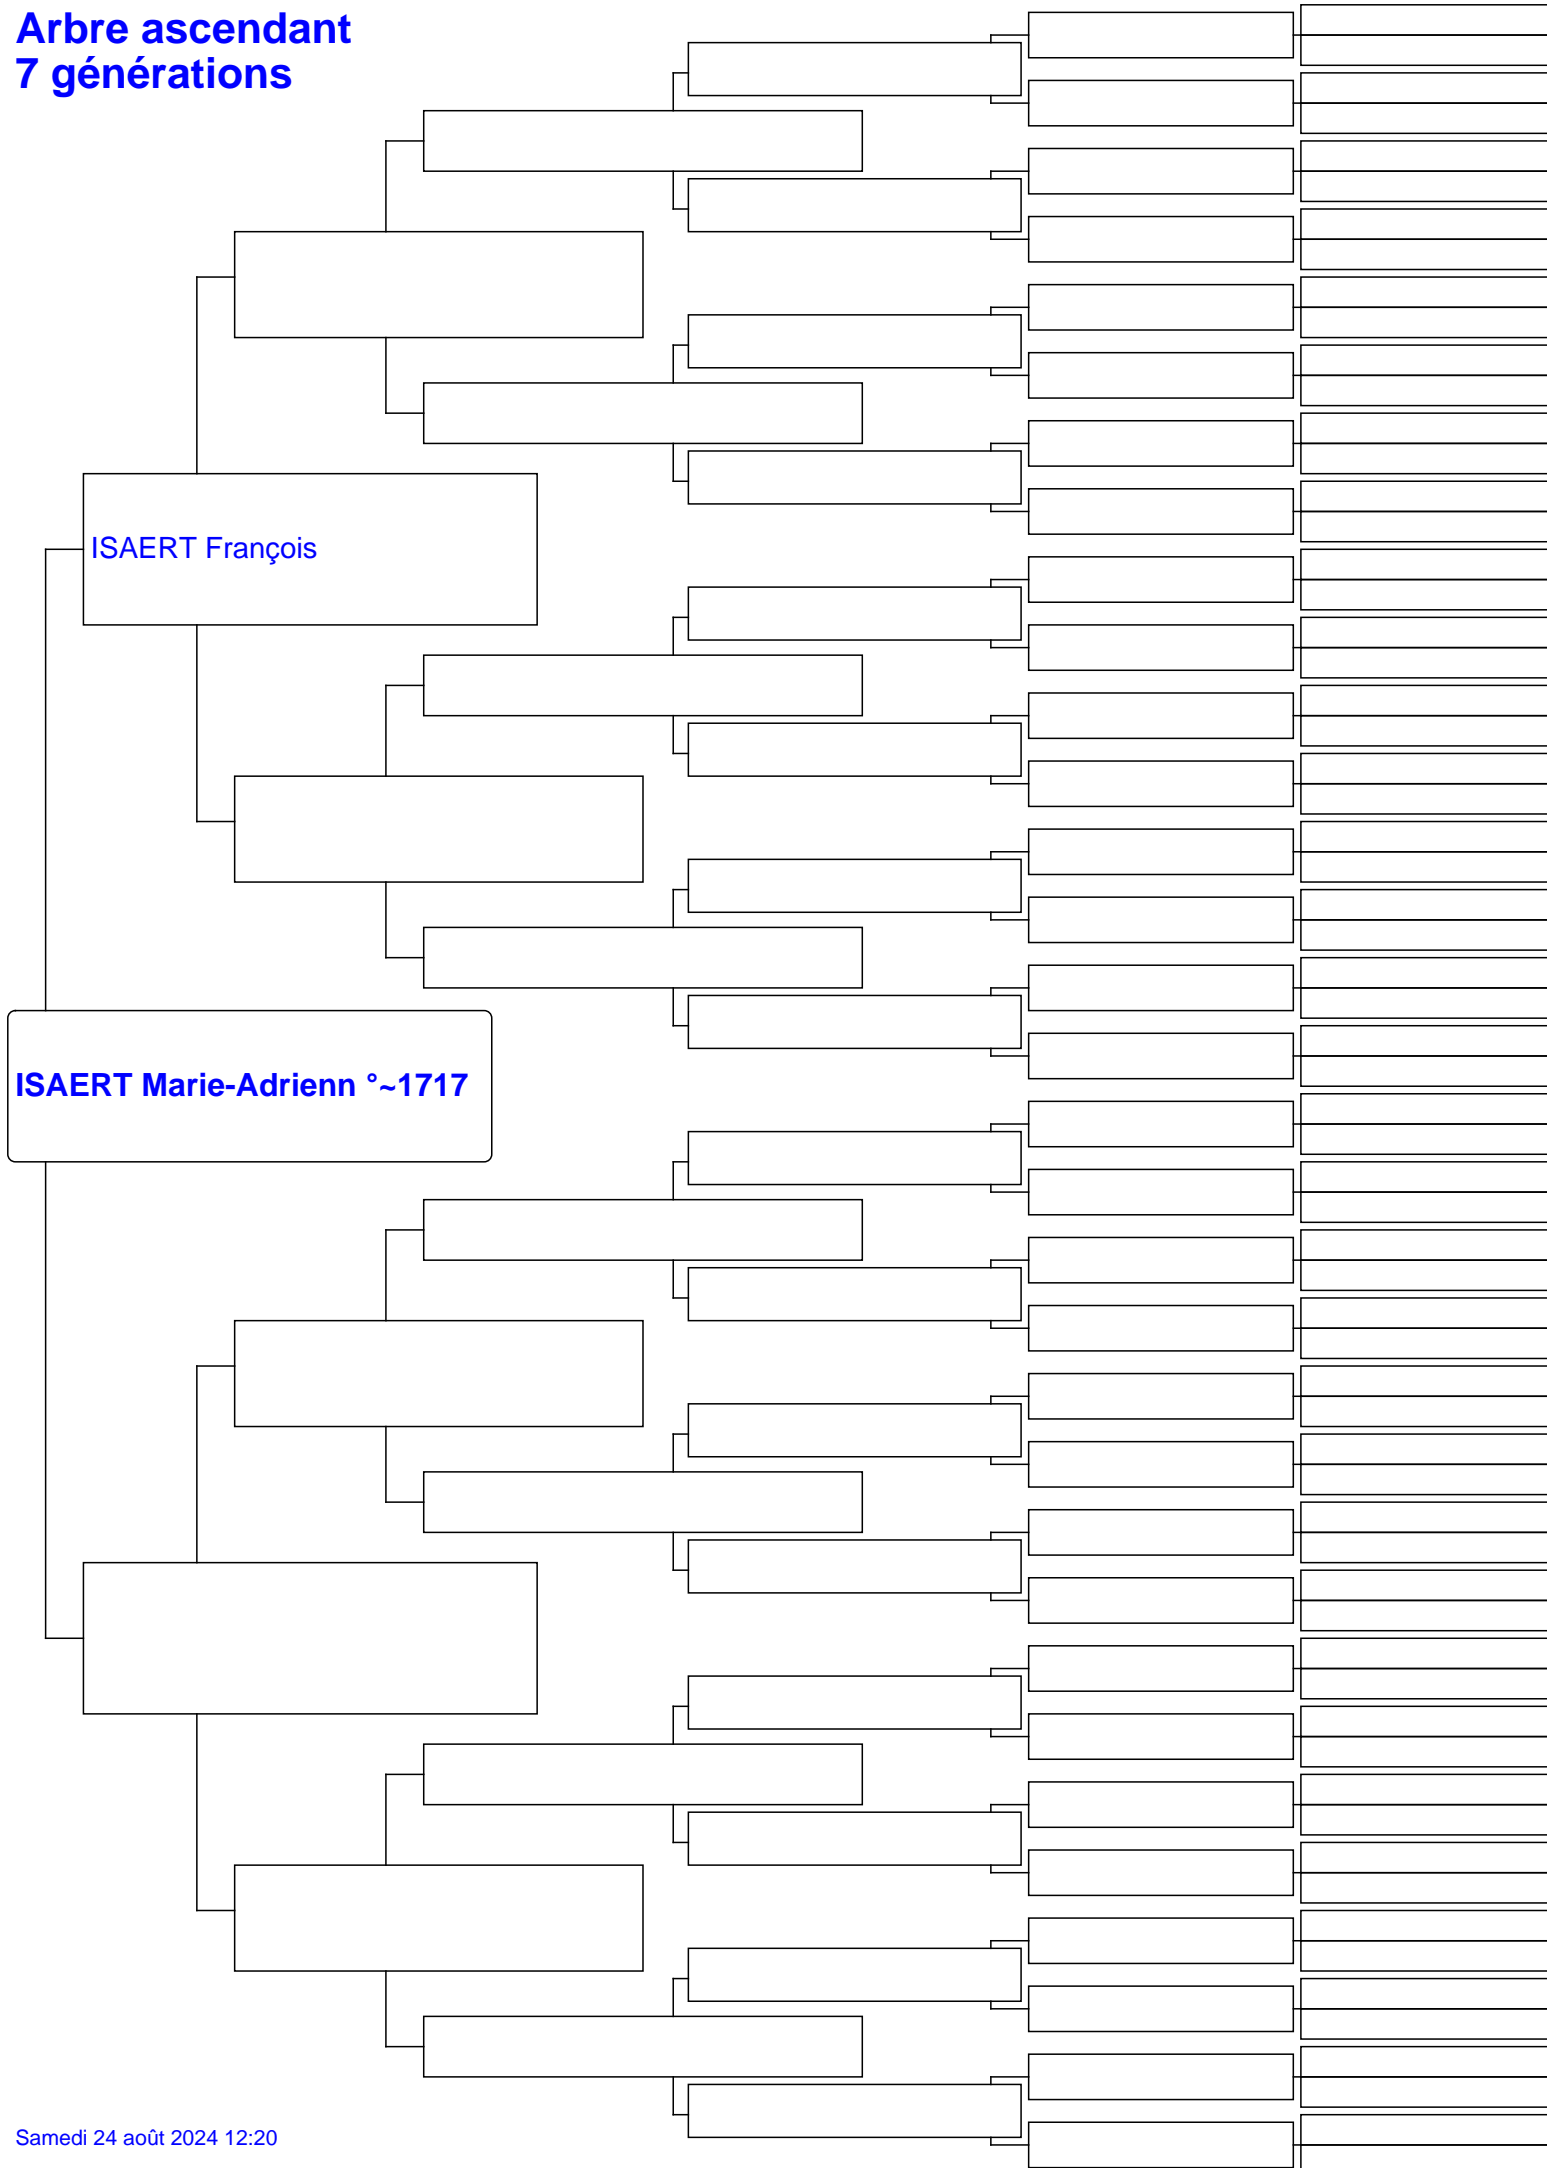 Arbre ascendant
7 générations
ISAERT François
ISAERT Marie-Adrienn °~1717
Samedi 24 août 2024 12:20